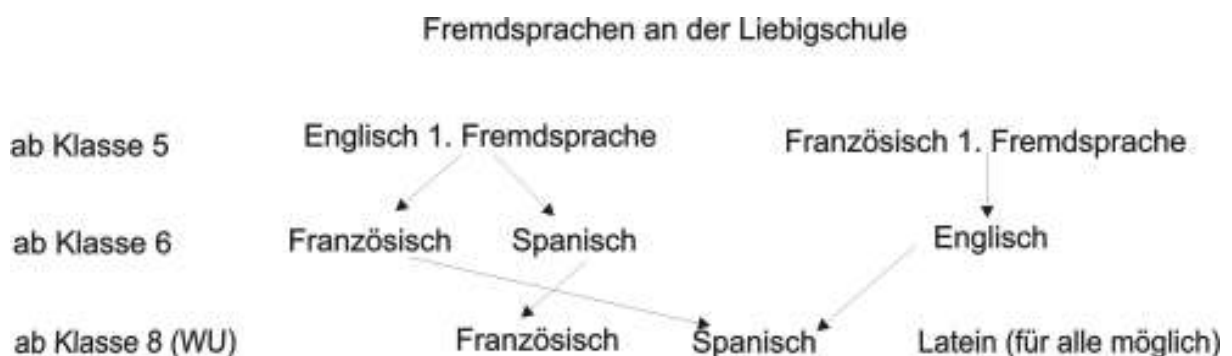 Fremdsprachen an der Liebigschule
ab Klasse 5 Englisch 1. Fremdsprache Französisch 1. Fremdsprache
ab Klasse 6 Französisch Spanisch Englisch
ab Klasse 8 (WU) Französisch Spanisch Latein (für alle möglich)